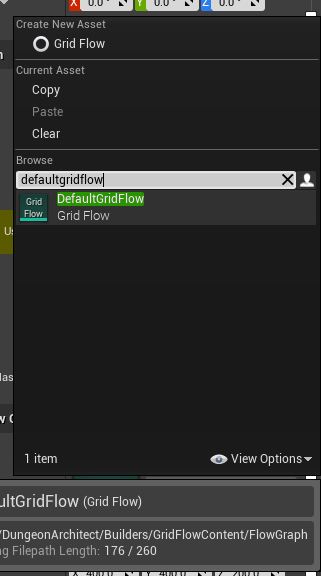 X 0.0° Y 0.0° Z 0.0°
Create New Asset
Grid Flow
Current Asset
Copy
Paste
Clear
Browse
defaultgridflow
Grid Flow
DefaultGridFlow
Grid Flow
1 item
View Options
ultGridFlow (Grid Flow)
/DungeonArchitect/Builders/GridFlowContent/FlowGraph
g Filepath Length: 176 / 260